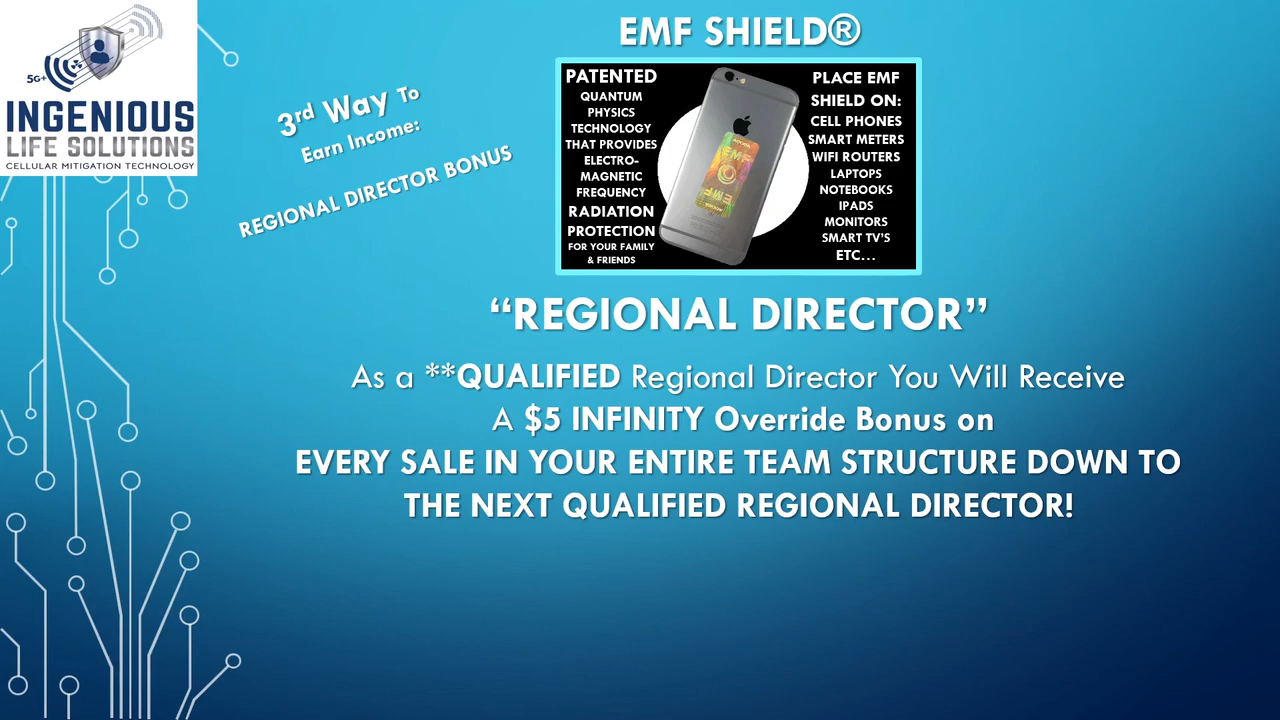 5G+
INGENIOUS
LIFE SOLUTIONS
CELLULAR MITIGATION TECHNOLOGY
3rd Way To
Earn Income:
REGIONAL DIRECTOR BONUS
EMF SHIELD®
PATENTED
QUANTUM
PHYSICS
TECHNOLOGY
THAT PROVIDES
ELECTRO-
MAGNETIC
FREQUENCY
RADIATION
PROTECTION
FOR YOUR FAMILY
& FRIENDS
EMF
EMF
PLACE EMF
SHIELD ON:
CELL PHONES
SMART METERS
WIFI ROUTERS
LAPTOPS
NOTEBOOKS
IPADS
MONITORS
SMART TV'S
ETC...
“REGIONAL DIRECTOR”
As a **QUALIFIED Regional Director You Will Receive
A $5 INFINITY Override Bonus on
EVERY SALE IN YOUR ENTIRE TEAM STRUCTURE DOWN TO
THE NEXT QUALIFIED REGIONAL DIRECTOR!